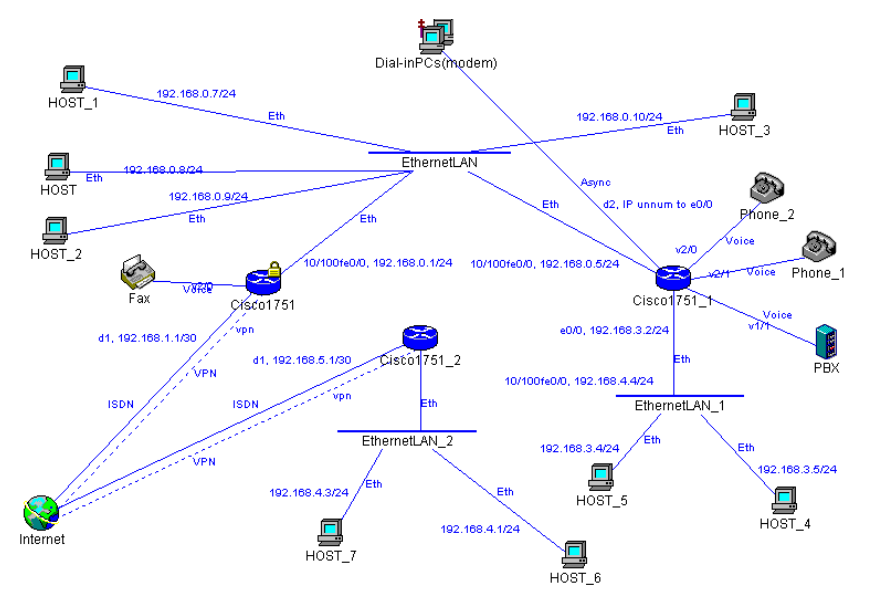 Dial-inPCs(modem)
192.168.0.7/24
HOST_1
Eth
192.168.0.10/24
Eth
HOST_3
EthernetLAN
192.168.0.8/24
HOST
Eth
192.168.0.9/24
Eth
HOST_2
Eth
Async
Eth
d2, IP unnum to e0/0
Phone_2
v2/0
Voice
10/100fe0/0, 192.168.0.1/24
10/100fe0/0, 192.168.0.5/24
v2/1
Voice
Phone_1
Fax
v2/0
Voice
Cisco1751
Cisco1751_1
Voice
v1/1
PBX
vpn
d1, 192.168.1.1/30
e0/0, 192.168.3.2/24
d1, 192.168.5.1/30
Cisco1751_2
Eth
VPN
vpn
10/100fe0/0, 192.168.4.4/24
ISDN
ISDN
Eth
EthernetLAN_1
EthernetLAN_2
192.168.3.4/24
Eth
Eth
VPN
192.168.3.5/24
192.168.4.3/24
Eth
Eth
HOST_5
HOST_4
192.168.4.1/24
Internet
HOST_7
HOST_6